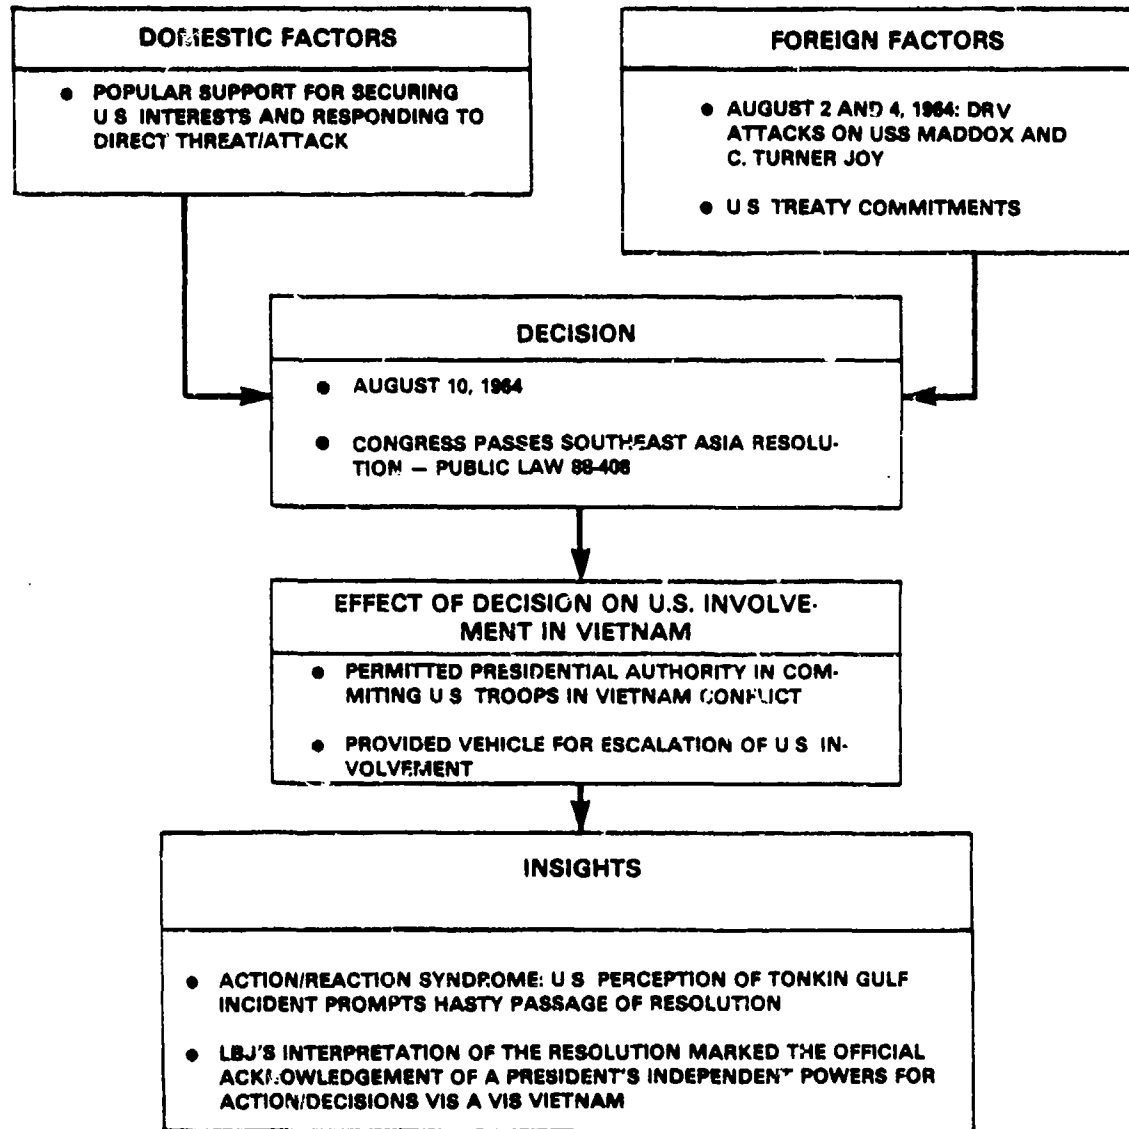 DOMESTIC FACTORS
• POPULAR SUPPORT FOR SECURING
U S INTERESTS AND RESPONDING TO
DIRECT THREAT/ATTACK
FOREIGN FACTORS
• AUGUST 2 AND 4, 1964: DRV
ATTACKS ON USS MADDOX AND
C. TURNER JOY
• U S TREATY COMMITMENTS
DECISION
• AUGUST 10, 1964
• CONGRESS PASSES SOUTHEAST ASIA RESOLU-
TION — PUBLIC LAW 88-408
EFFECT OF DECISION ON U.S. INVOLVE-
MENT IN VIETNAM
• PERMITTED PRESIDENTIAL AUTHORITY IN COM-
MITING U S TROOPS IN VIETNAM CONFLICT
• PROVIDED VEHICLE FOR ESCALATION OF U S IN-
VOLVEMENT
INSIGHTS
• ACTION/REACTION SYNDROME: U S PERCEPTION OF TONKIN GULF
INCIDENT PROMPTS HASTY PASSAGE OF RESOLUTION
• LBJ'S INTERPRETATION OF THE RESOLUTION MARKED THE OFFICIAL
ACKNOWLEDGEMENT OF A PRESIDENT'S INDEPENDENT POWERS FOR
ACTION/DECISIONS VIS A VIS VIETNAM